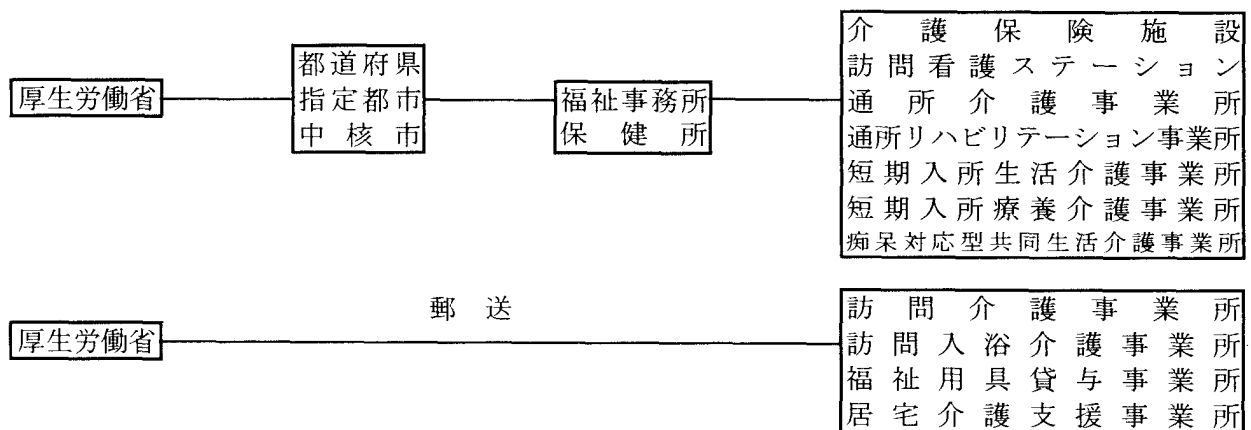 厚生労働省
都道府県
指定都市
中核市
福祉事務所
保健所
介護保険施設
訪問看護ステーション
通所介護事業所
通所リハビリテーション事業所
短期入所生活介護事業所
短期入所療養介護事業所
痴呆対応型共同生活介護事業所
厚生労働省
郵送
訪問介護事業所
訪問入浴介護事業所
福祉用具貸与事業所
居宅介護支援事業所